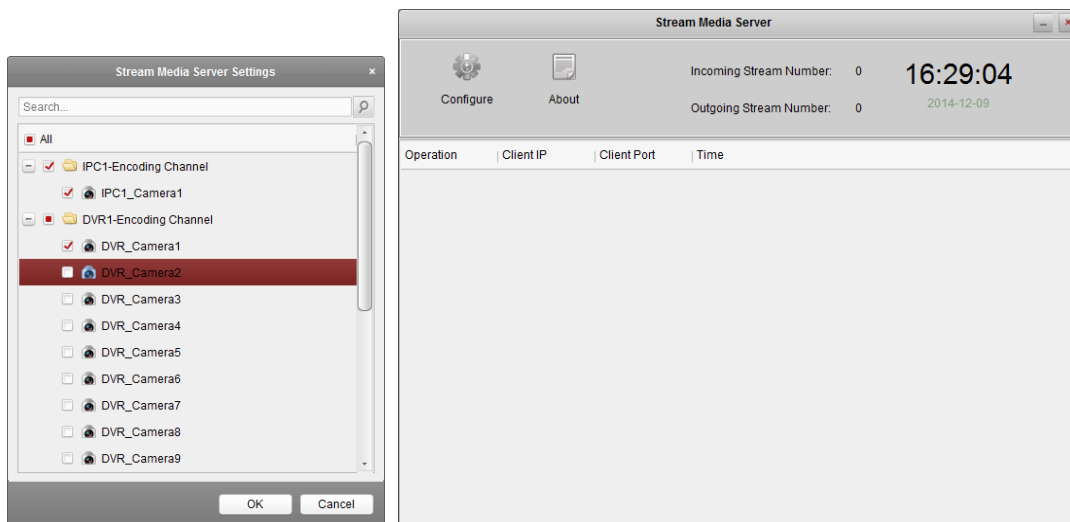 Stream Media Server Settings
Search...
All
IPC1-Encoding Channel
IPC1_Camera1
DVR1-Encoding Channel
DVR_Camera1
DVR_Camera2
DVR_Camera3
DVR_Camera4
DVR_Camera5
DVR_Camera6
DVR_Camera7
DVR_Camera8
DVR_Camera9
OK Cancel
Stream Media Server
Configure About
Incoming Stream Number: 0
Outgoing Stream Number: 0
16:29:04
2014-12-09
Operation Client IP Client Port Time